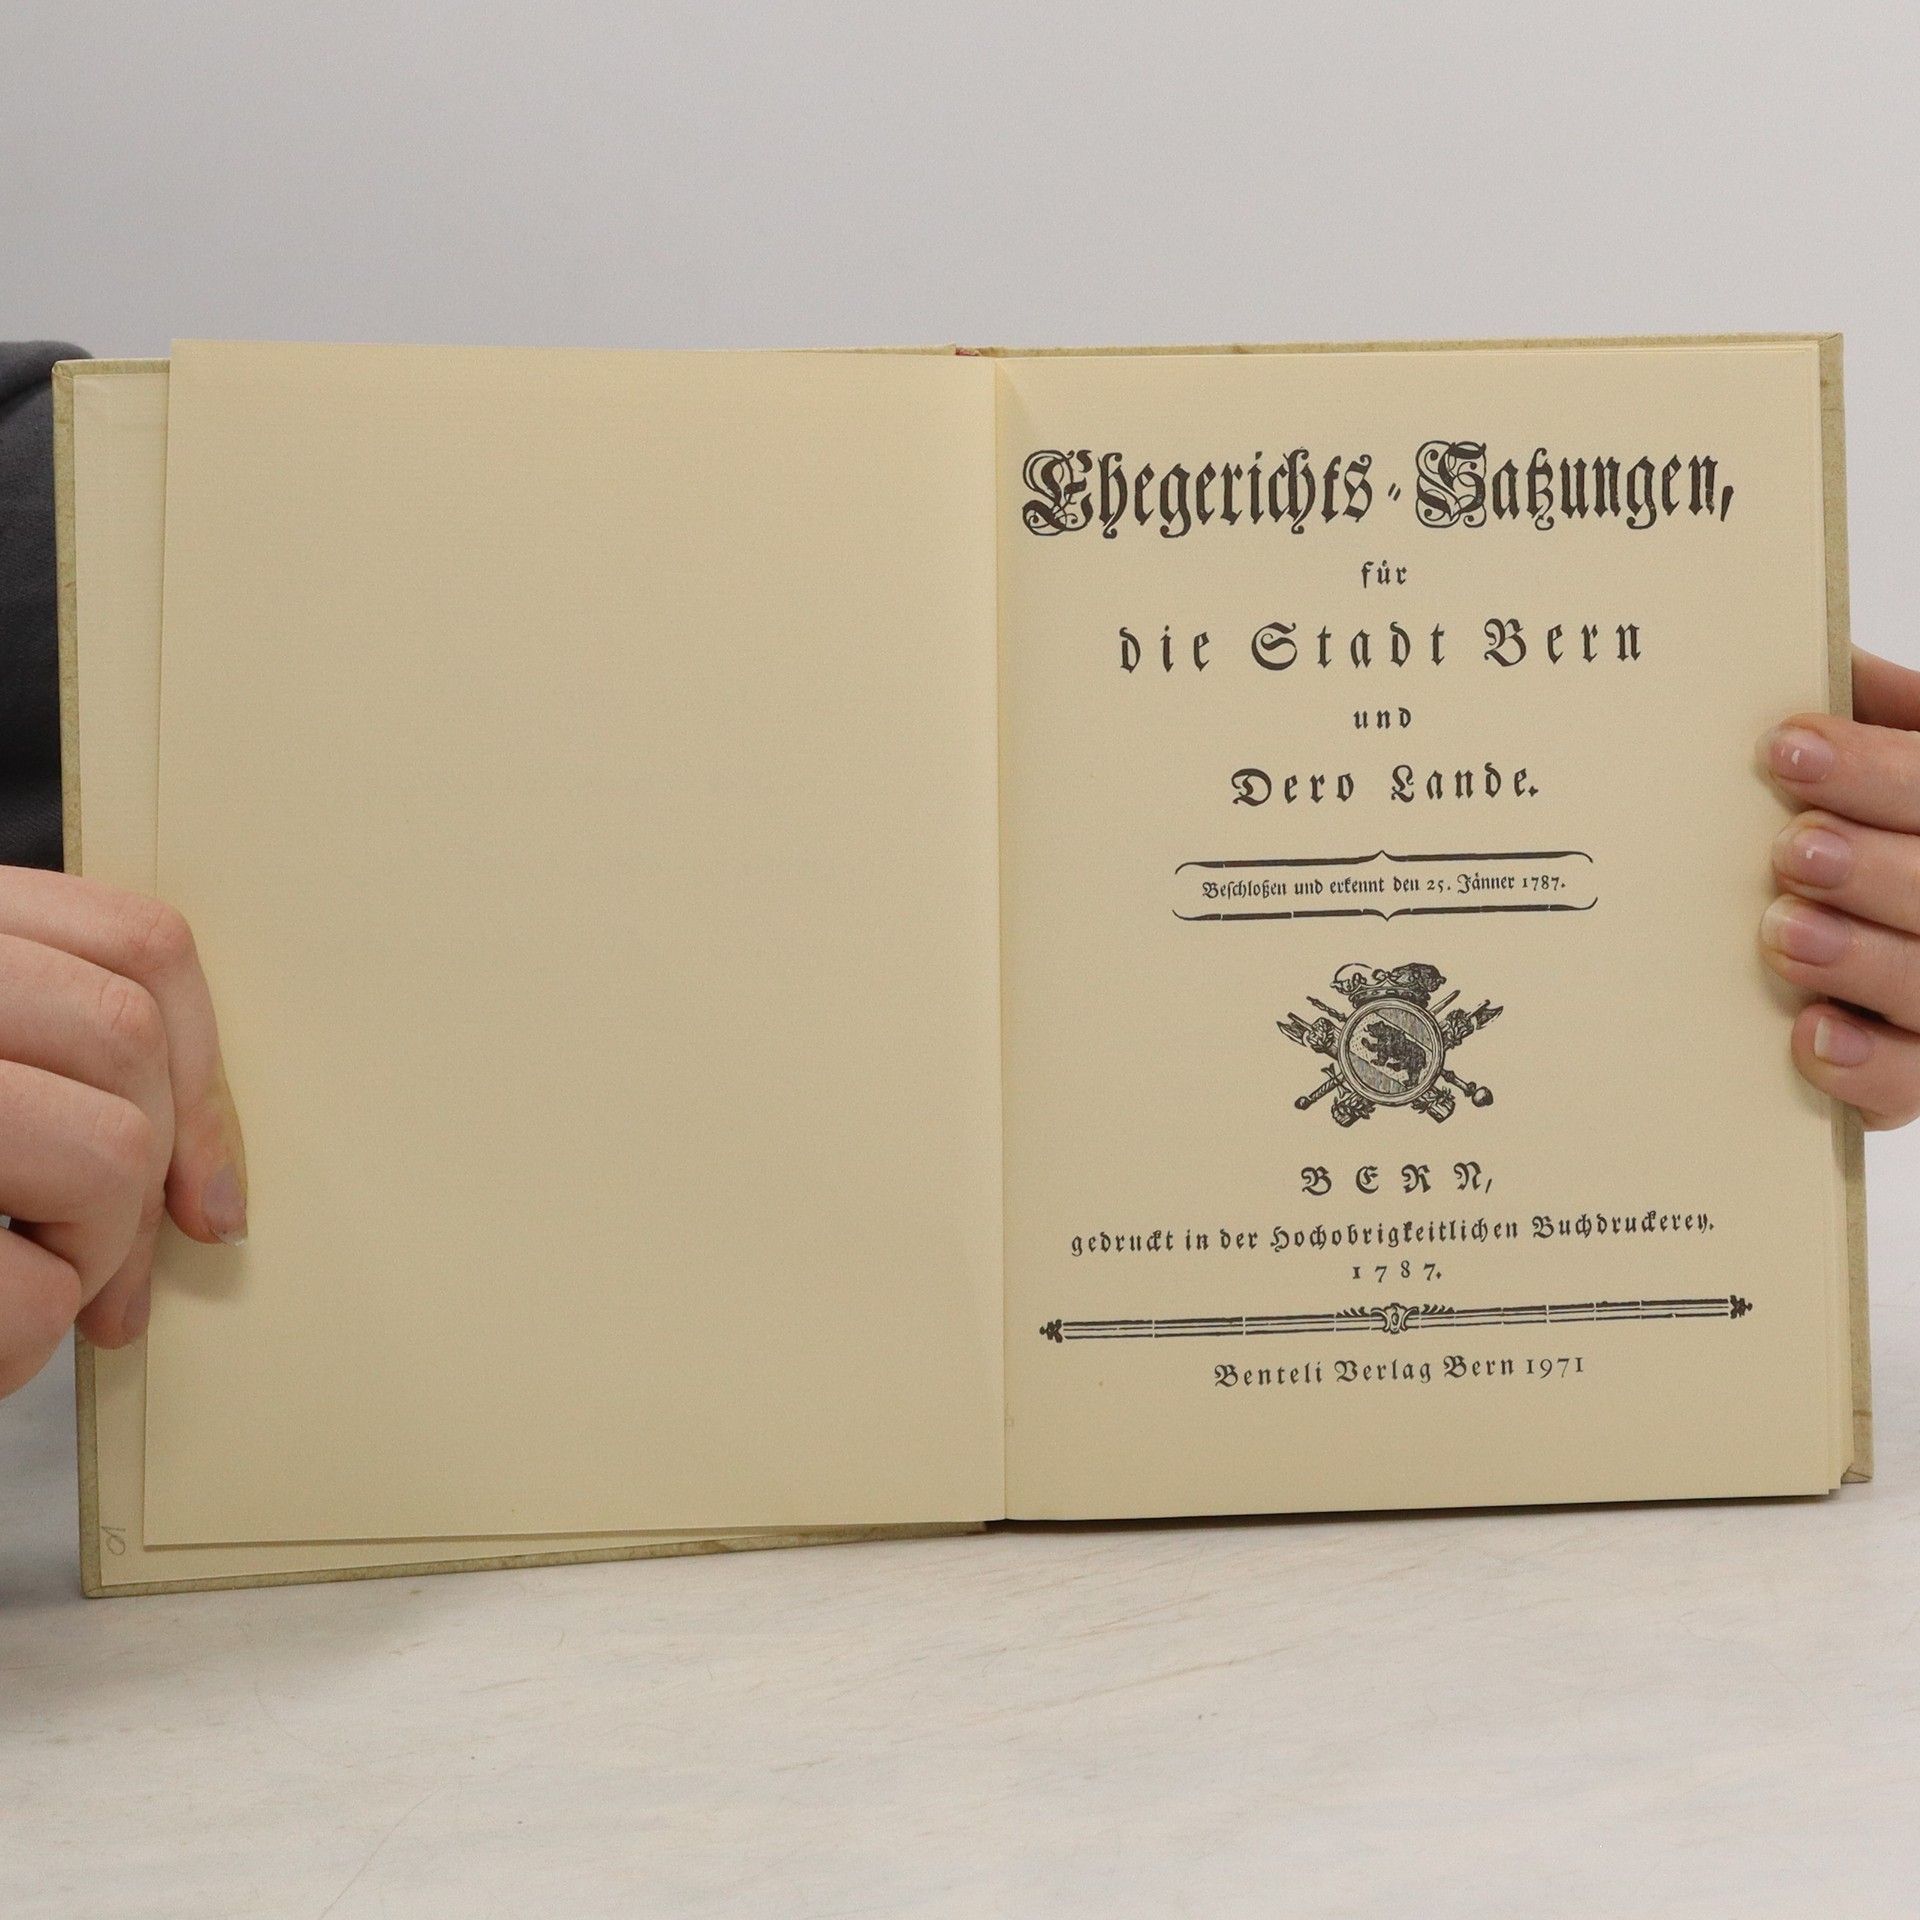 Ehegerichts-Satzungen,
für
die Stadt Bern
und
Dero Lande.
Beſchloßen und erkennt den 25. Jänner 1787.
BERN,
gedruckt in der Hochobrigkeitlichen Buchdruckerey.
1787.
Benteli Verlag Bern 1971